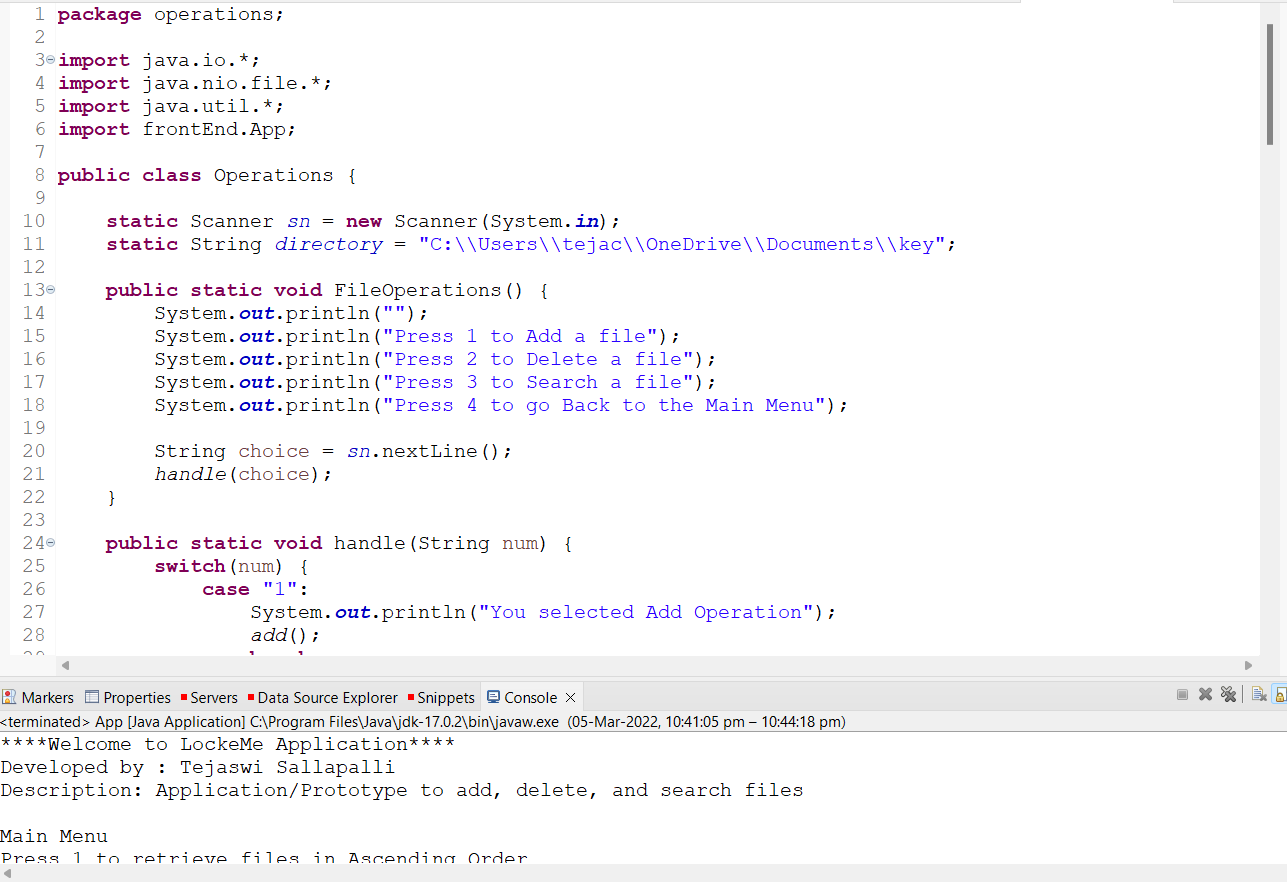 1 package operations;
2
3 import java.io.*;
4 import java.nio.file.*;
5 import java.util.*;
6 import frontEnd.App;
7
8 public class Operations {
9
10     static Scanner sn = new Scanner(System.in);
11     static String directory = "C:\\Users\\tejac\\OneDrive\\Documents\\key";
12
13     public static void FileOperations() {
14         System.out.println("");
15         System.out.println("Press 1 to Add a file");
16         System.out.println("Press 2 to Delete a file");
17         System.out.println("Press 3 to Search a file");
18         System.out.println("Press 4 to go Back to the Main Menu");
19
20         String choice = sn.nextLine();
21         handle(choice);
22     }
23
24     public static void handle(String num) {
25         switch(num) {
26             case "1":
27                 System.out.println("You selected Add Operation");
28                 add();
Markers Properties Servers Data Source Explorer Snippets Console
<terminated> App [Java Application] C:\Program Files\Java\jdk-17.0.2\bin\javaw.exe (05-Mar-2022, 10:41:05 pm – 10:44:18 pm)
****Welcome to LockeMe Application****
Developed by : Tejaswi Sallapalli
Description: Application/Prototype to add, delete, and search files

Main Menu
Press 1 to retrieve files in Ascending Order